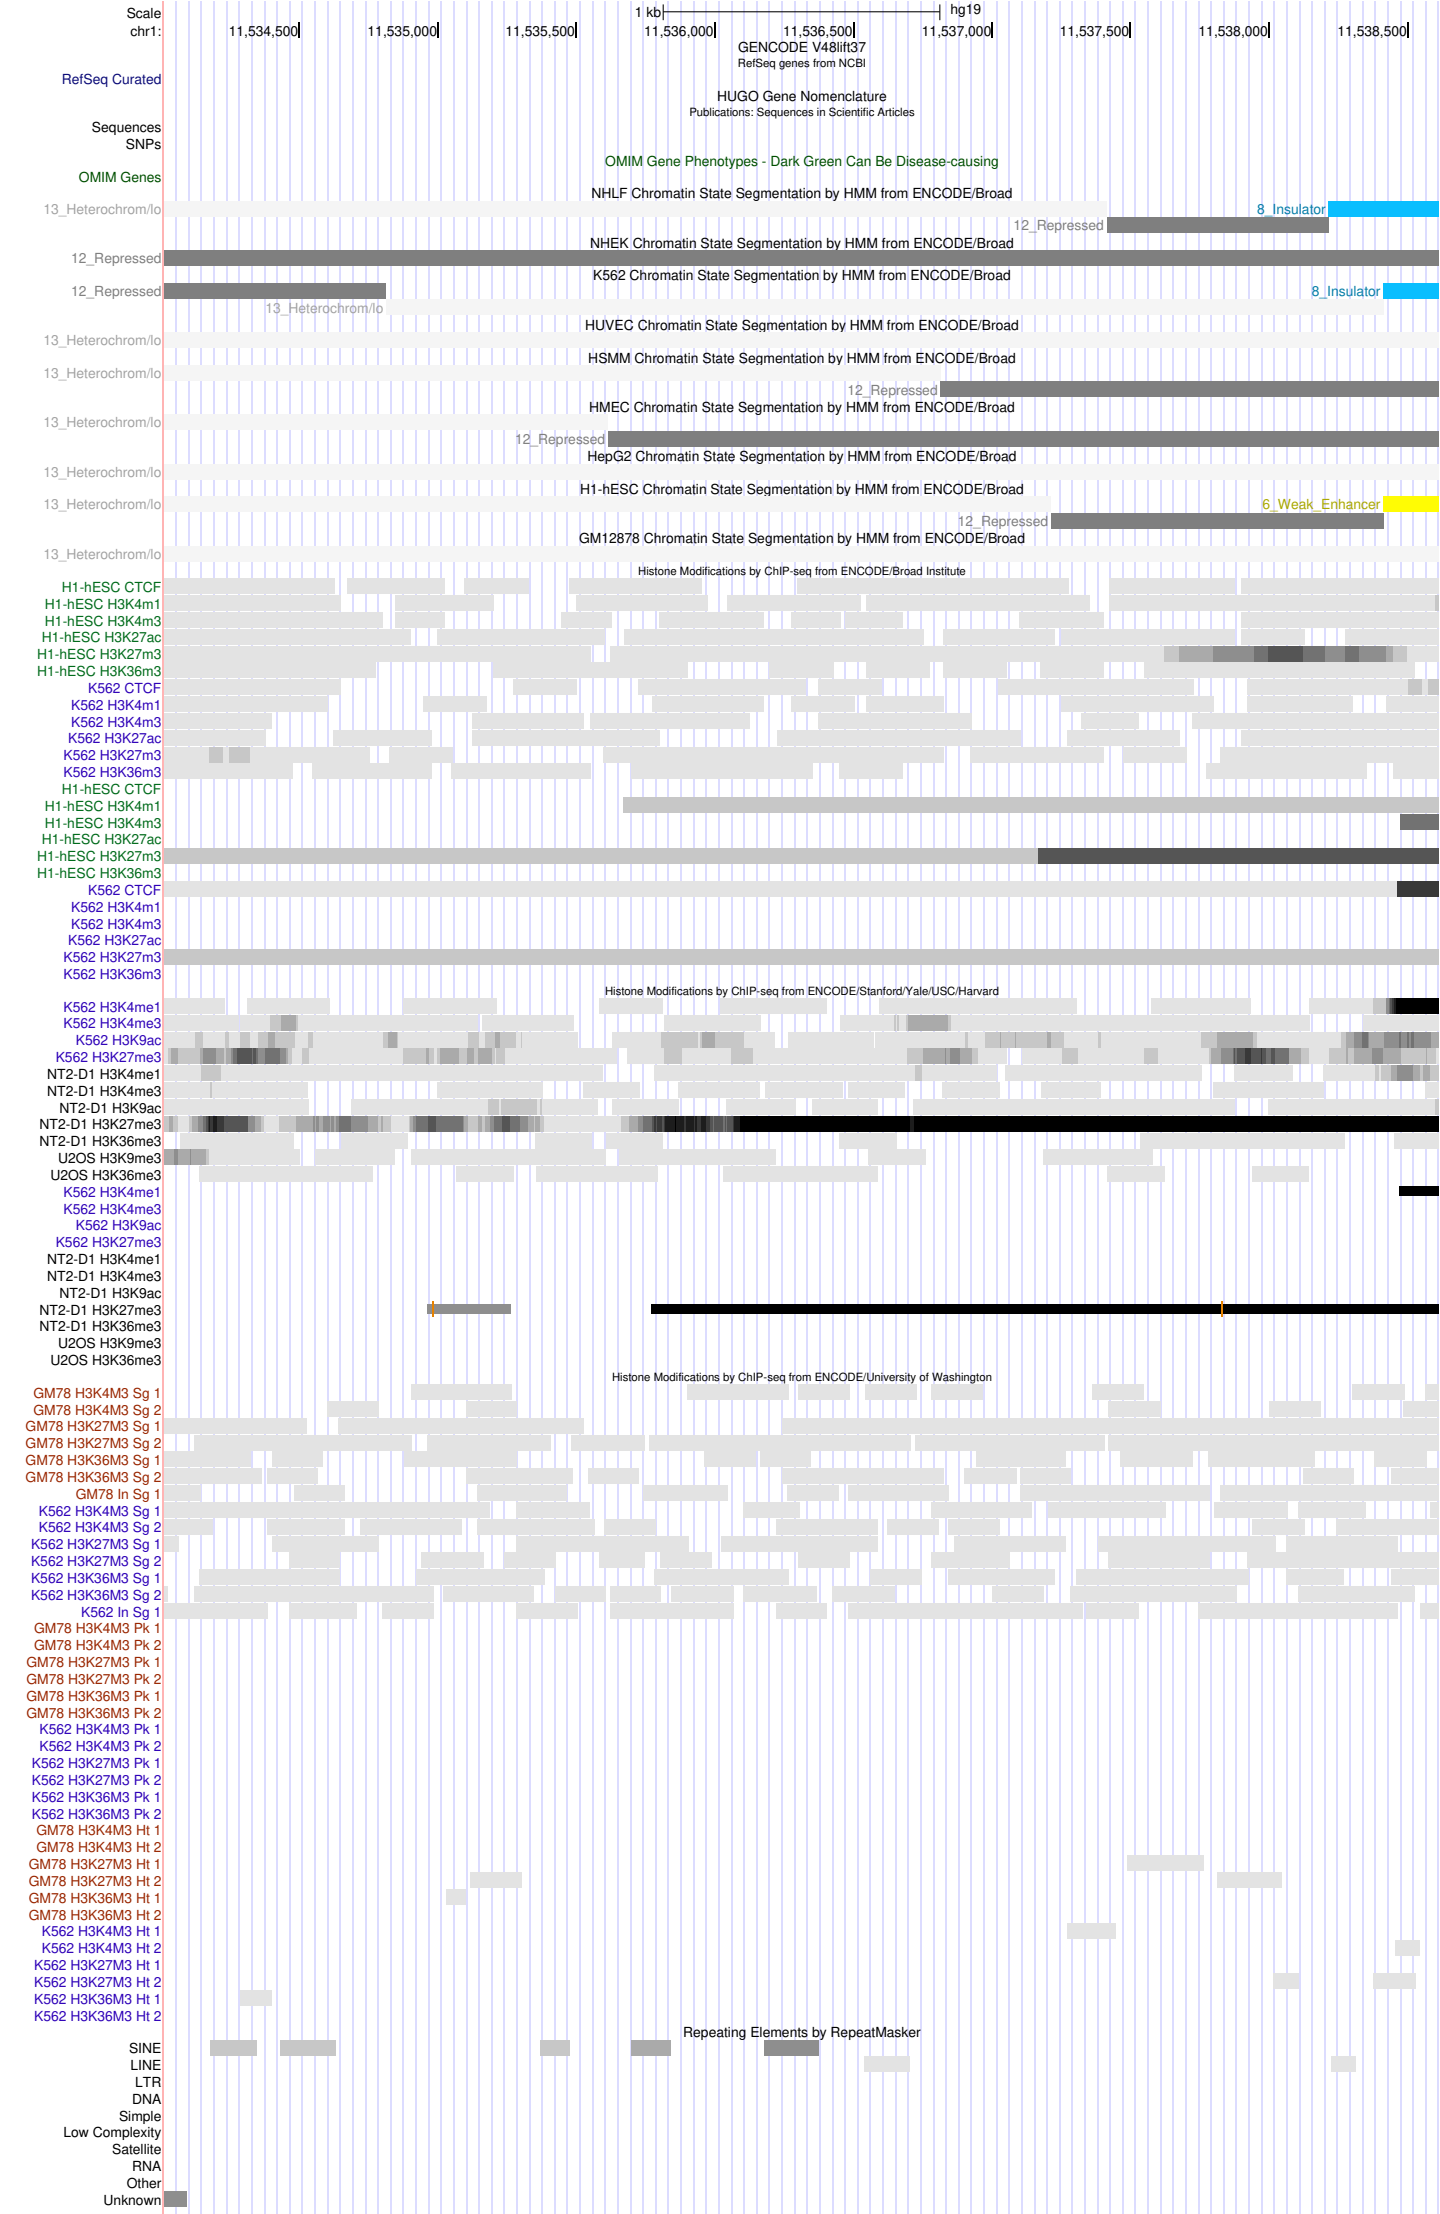 Scale 1 kb hg19
chr1: 11,534,500 11,535,000 11,535,500 11,536,000 11,536,500 11,537,000 11,537,500 11,538,000 11,538,500
GENCODE V48lift37
RefSeq genes from NCBI
RefSeq Curated
HUGO Gene Nomenclature
Publications: Sequences in Scientific Articles
Sequences
SNPs
OMIM Gene Phenotypes - Dark Green Can Be Disease-causing
OMIM Genes
NHLF Chromatin State Segmentation by HMM from ENCODE/Broad
13_Heterochrom/lo 8_Insulator
12_Repressed
NHEK Chromatin State Segmentation by HMM from ENCODE/Broad
12_Repressed
K562 Chromatin State Segmentation by HMM from ENCODE/Broad
12_Repressed 8_Insulator
13_Heterochrom/lo
HUVEC Chromatin State Segmentation by HMM from ENCODE/Broad
13_Heterochrom/lo
HSMM Chromatin State Segmentation by HMM from ENCODE/Broad
13_Heterochrom/lo
12_Repressed
HMEC Chromatin State Segmentation by HMM from ENCODE/Broad
13_Heterochrom/lo
12_Repressed
HepG2 Chromatin State Segmentation by HMM from ENCODE/Broad
13_Heterochrom/lo
H1-hESC Chromatin State Segmentation by HMM from ENCODE/Broad
13_Heterochrom/lo 6_Weak_Enhancer
12_Repressed
GM12878 Chromatin State Segmentation by HMM from ENCODE/Broad
13_Heterochrom/lo
Histone Modifications by ChIP-seq from ENCODE/Broad Institute
H1-hESC CTCF
H1-hESC H3K4m1
H1-hESC H3K4m3
H1-hESC H3K27ac
H1-hESC H3K27m3
H1-hESC H3K36m3
K562 CTCF
K562 H3K4m1
K562 H3K4m3
K562 H3K27ac
K562 H3K27m3
K562 H3K36m3
H1-hESC CTCF
H1-hESC H3K4m1
H1-hESC H3K4m3
H1-hESC H3K27ac
H1-hESC H3K27m3
H1-hESC H3K36m3
K562 CTCF
K562 H3K4m1
K562 H3K4m3
K562 H3K27ac
K562 H3K27m3
K562 H3K36m3
Histone Modifications by ChIP-seq from ENCODE/Stanford/Yale/USC/Harvard
K562 H3K4me1
K562 H3K4me3
K562 H3K9ac
K562 H3K27me3
NT2-D1 H3K4me1
NT2-D1 H3K4me3
NT2-D1 H3K9ac
NT2-D1 H3K27me3
NT2-D1 H3K36me3
U2OS H3K9me3
U2OS H3K36me3
K562 H3K4me1
K562 H3K4me3
K562 H3K9ac
K562 H3K27me3
NT2-D1 H3K4me1
NT2-D1 H3K4me3
NT2-D1 H3K9ac
NT2-D1 H3K27me3
NT2-D1 H3K36me3
U2OS H3K9me3
U2OS H3K36me3
Histone Modifications by ChIP-seq from ENCODE/University of Washington
GM78 H3K4M3 Sg 1
GM78 H3K4M3 Sg 2
GM78 H3K27M3 Sg 1
GM78 H3K27M3 Sg 2
GM78 H3K36M3 Sg 1
GM78 H3K36M3 Sg 2
GM78 In Sg 1
K562 H3K4M3 Sg 1
K562 H3K4M3 Sg 2
K562 H3K27M3 Sg 1
K562 H3K27M3 Sg 2
K562 H3K36M3 Sg 1
K562 H3K36M3 Sg 2
K562 In Sg 1
GM78 H3K4M3 Pk 1
GM78 H3K4M3 Pk 2
GM78 H3K27M3 Pk 1
GM78 H3K27M3 Pk 2
GM78 H3K36M3 Pk 1
GM78 H3K36M3 Pk 2
K562 H3K4M3 Pk 1
K562 H3K4M3 Pk 2
K562 H3K27M3 Pk 1
K562 H3K27M3 Pk 2
K562 H3K36M3 Pk 1
K562 H3K36M3 Pk 2
GM78 H3K4M3 Ht 1
GM78 H3K4M3 Ht 2
GM78 H3K27M3 Ht 1
GM78 H3K27M3 Ht 2
GM78 H3K36M3 Ht 1
GM78 H3K36M3 Ht 2
K562 H3K4M3 Ht 1
K562 H3K4M3 Ht 2
K562 H3K27M3 Ht 1
K562 H3K27M3 Ht 2
K562 H3K36M3 Ht 1
K562 H3K36M3 Ht 2
Repeating Elements by RepeatMasker
SINE
LINE
LTR
DNA
Simple
Low Complexity
Satellite
RNA
Other
Unknown